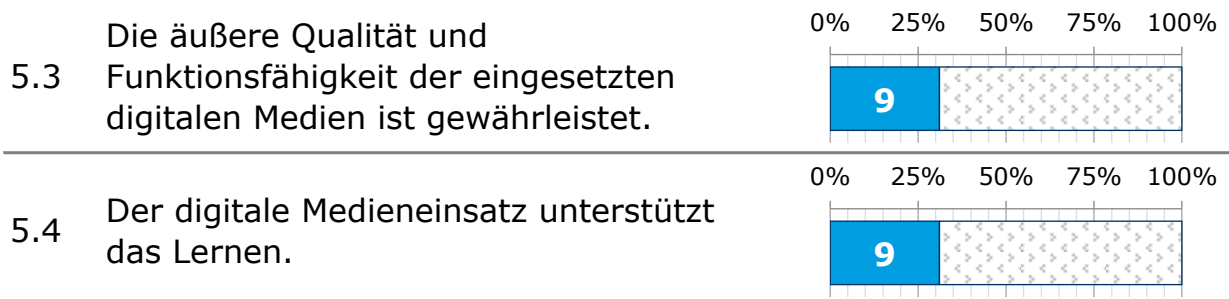 0% 25% 50% 75% 100%
Die äußere Qualität und
5.3 Funktionsfähigkeit der eingesetzten
digitalen Medien ist gewährleistet.
9
0% 25% 50% 75% 100%
5.4 Der digitale Medieneinsatz unterstützt
das Lernen.
9